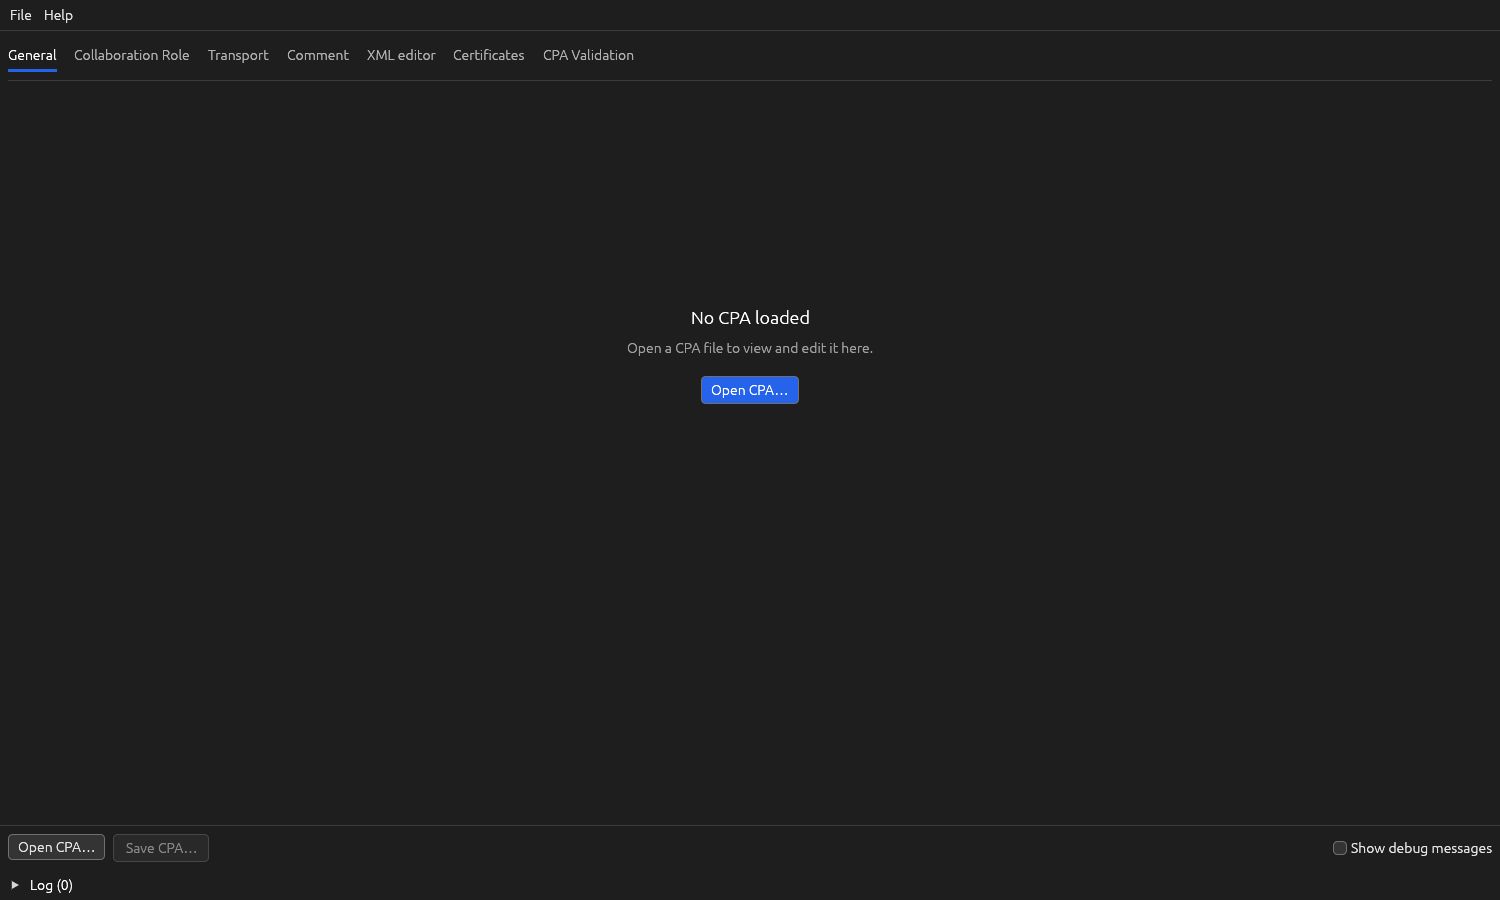 File Help
General Collaboration Role Transport Comment XML editor Certificates CPA Validation
No CPA loaded
Open a CPA file to view and edit it here.
Open CPA...
Open CPA... Save CPA... Show debug messages
Log (0)